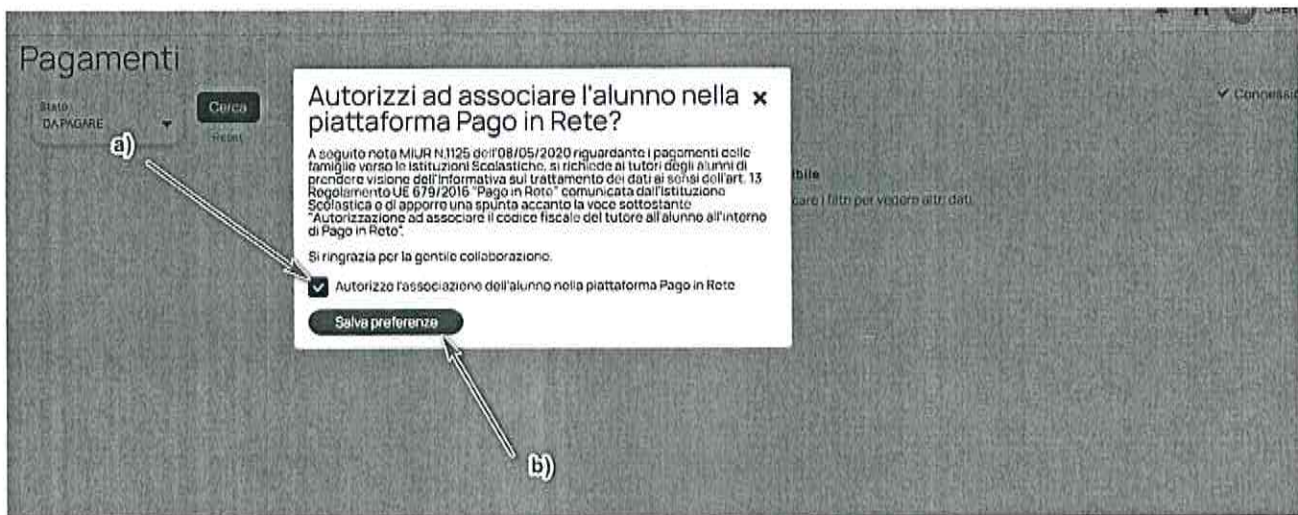 Pagamenti
Stato
DA PAGARE
Cerca
Reset
a)
Autorizzi ad associare l'alunno nella
piattaforma Pago in Rete?
A seguito nota MIUR N.1125 dell'08/05/2020 riguardante i pagamenti delle
famiglie verso le Istituzioni Scolastiche, si richiede ai tutori degli alunni di
prendere visione dell'Informativa sul trattamento dei dati ai sensi dell'art. 13
Regolamento UE 679/2016 "Pago in Rete" comunicata dall'Istituzione
Scolastica e di apporre una spunta accanto la voce sottostante
"Autorizzazione ad associare il codice fiscale del tutore all'alunno all'interno
di Pago in Rete".
Si ringrazia per la gentile collaborazione.
Autorizzo l'associazione dell'alunno nella piattaforma Pago in Rete
Salva preferenze
b)
Connessio
bile
care i filtri per vedere altri dati.